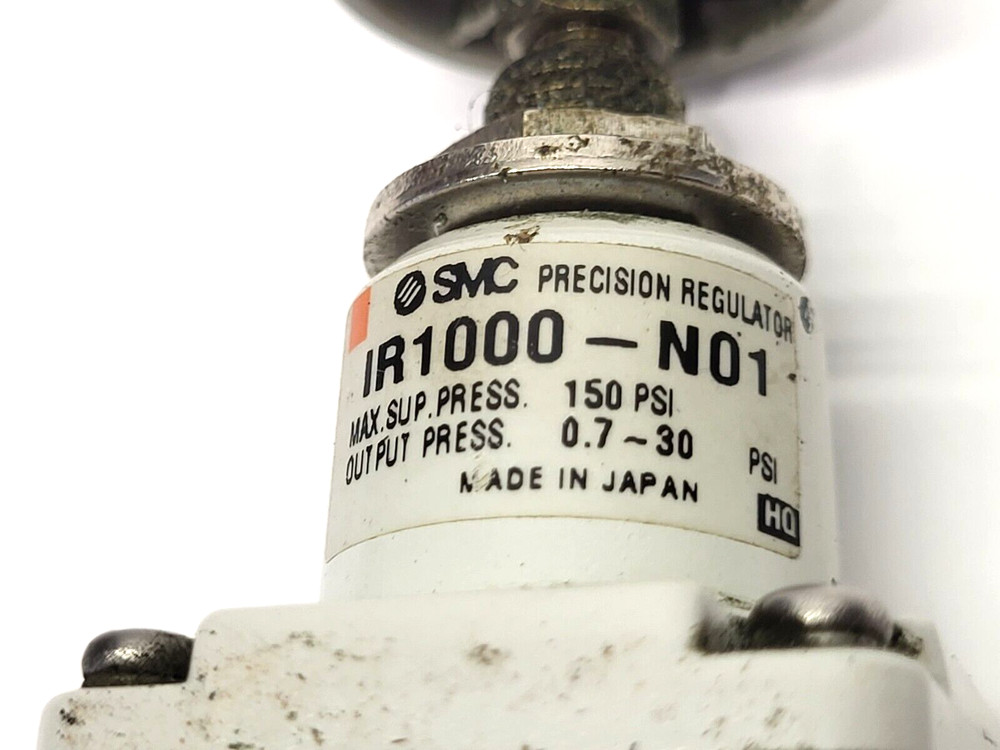 SMC PRECISION REGULATOR
IR1000-N01
MAX.SUP.PRESS. 150 PSI
OUTPUT PRESS. 0.7~30 PSI
MADE IN JAPAN
HQ